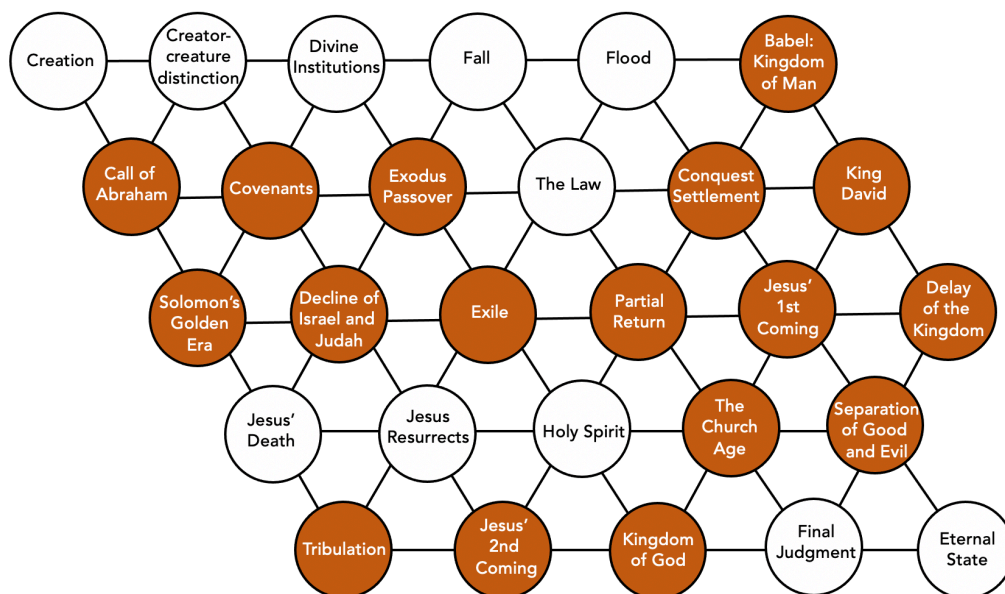 Creation
Creator-
creature
distinction
Divine
Institutions
Fall
Flood
Babel:
Kingdom
of Man
Call of
Abraham
Covenants
Exodus
Passover
The Law
Conquest
Settlement
King
David
Solomon's
Golden
Era
Decline of
Israel and
Judah
Exile
Partial
Return
Jesus'
1st
Coming
Delay
of the
Kingdom
Jesus'
Death
Jesus
Resurrects
Holy Spirit
The
Church
Age
Separation
of Good
and Evil
Tribulation
Jesus'
2nd
Coming
Kingdom
of God
Final
Judgment
Eternal
State